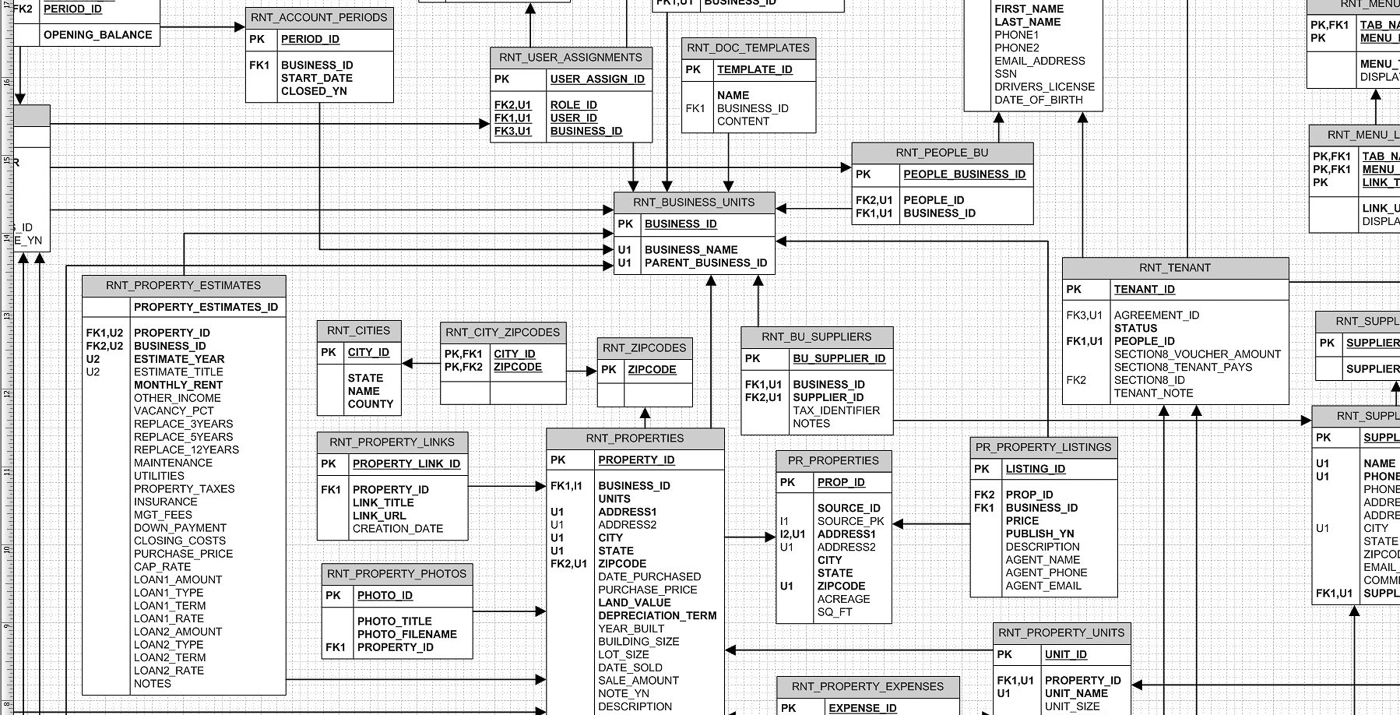 FK2 PERIOD_ID
OPENING_BALANCE
RNT_ACCOUNT_PERIODS
PK PERIOD_ID
FK1 BUSINESS_ID
START_DATE
CLOSED_YN
RNT_USER_ASSIGNMENTS
PK USER_ASSIGN_ID
FK2,U1 ROLE_ID
FK1,U1 USER_ID
FK3,U1 BUSINESS_ID
FK1,U1 BUSINESS_ID
RNT_DOC_TEMPLATES
PK TEMPLATE_ID
NAME
FK1 BUSINESS_ID
CONTENT
FIRST_NAME
LAST_NAME
PHONE1
PHONE2
EMAIL_ADDRESS
SSN
DRIVERS_LICENSE
DATE_OF_BIRTH
RNT_MENU
PK,FK1 TAB_NA
PK MENU_
MENU_T
DISPLA
RNT_MENU_L
PK,FK1 TAB_NA
PK,FK1 MENU_
PK LINK_T
LINK_U
DISPLA
R
S_ID
E_YN
RNT_PEOPLE_BU
PK PEOPLE_BUSINESS_ID
FK2,U1 PEOPLE_ID
FK1,U1 BUSINESS_ID
RNT_BUSINESS_UNITS
PK BUSINESS_ID
U1 BUSINESS_NAME
U1 PARENT_BUSINESS_ID
RNT_TENANT
PK TENANT_ID
FK3,U1 AGREEMENT_ID
STATUS
FK1,U1 PEOPLE_ID
SECTION8_VOUCHER_AMOUNT
SECTION8_TENANT_PAYS
FK2 SECTION8_ID
TENANT_NOTE
RNT_PROPERTY_ESTIMATES
PROPERTY_ESTIMATES_ID
FK1,U2 PROPERTY_ID
FK2,U2 BUSINESS_ID
U2 ESTIMATE_YEAR
U2 ESTIMATE_TITLE
MONTHLY_RENT
OTHER_INCOME
VACANCY_PCT
REPLACE_3YEARS
REPLACE_5YEARS
REPLACE_12YEARS
MAINTENANCE
UTILITIES
PROPERTY_TAXES
INSURANCE
MGT_FEES
DOWN_PAYMENT
CLOSING_COSTS
PURCHASE_PRICE
CAP_RATE
LOAN1_AMOUNT
LOAN1_TYPE
LOAN1_TERM
LOAN1_RATE
LOAN2_AMOUNT
LOAN2_TYPE
LOAN2_TERM
LOAN2_RATE
NOTES
RNT_CITIES
PK CITY_ID
STATE
NAME
COUNTY
RNT_CITY_ZIPCODES
PK,FK1 CITY_ID
PK,FK2 ZIPCODE
RNT_ZIPCODES
PK ZIPCODE
RNT_BU_SUPPLIERS
PK BU_SUPPLIER_ID
FK1,U1 BUSINESS_ID
FK2,U1 SUPPLIER_ID
TAX_IDENTIFIER
NOTES
RNT_SUPPL
PK SUPPLIER
SUPPLIER
RNT_SUPPL
PK SUPPL
U1 NAME
U1 PHONE
PHONE
ADDRE
ADDRE
U1 CITY
STATE
ZIPCOD
EMAIL_
COMM
FK1,U1 SUPPL
RNT_PROPERTY_LINKS
PK PROPERTY_LINK_ID
FK1 PROPERTY_ID
LINK_TITLE
LINK_URL
CREATION_DATE
RNT_PROPERTY_PHOTOS
PK PHOTO_ID
PHOTO_TITLE
PHOTO_FILENAME
FK1 PROPERTY_ID
RNT_PROPERTIES
PK PROPERTY_ID
FK1,I1 BUSINESS_ID
UNITS
U1 ADDRESS1
U1 ADDRESS2
U1 CITY
U1 STATE
FK2,U1 ZIPCODE
DATE_PURCHASED
PURCHASE_PRICE
LAND_VALUE
DEPRECIATION_TERM
YEAR_BUILT
BUILDING_SIZE
LOT_SIZE
DATE_SOLD
SALE_AMOUNT
NOTE_YN
DESCRIPTION
PR_PROPERTIES
PK PROP_ID
SOURCE_ID
I1 SOURCE_PK
I2,U1 ADDRESS1
U1 ADDRESS2
CITY
STATE
U1 ZIPCODE
ACREAGE
SQ_FT
PR_PROPERTY_LISTINGS
PK LISTING_ID
FK2 PROP_ID
FK1 BUSINESS_ID
PRICE
PUBLISH_YN
DESCRIPTION
AGENT_NAME
AGENT_PHONE
AGENT_EMAIL
RNT_PROPERTY_UNITS
PK UNIT_ID
FK1,U1 PROPERTY_ID
U1 UNIT_NAME
UNIT_SIZE
RNT_PROPERTY_EXPENSES
PK EXPENSE_ID
17
16
15
14
13
12
11
10
9
8